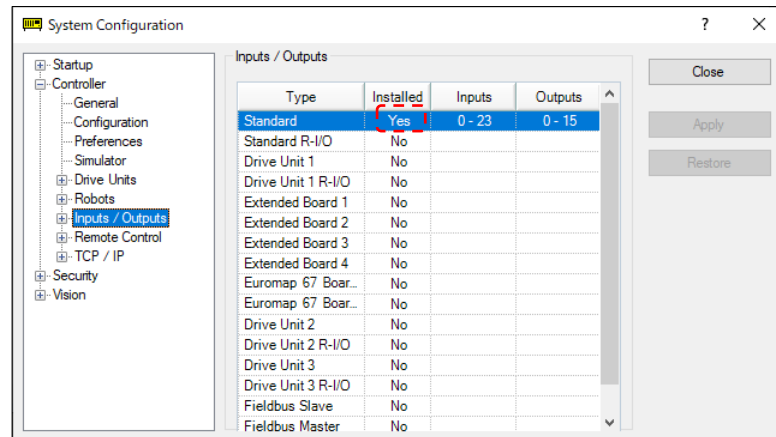 System Configuration
? ×
Startup
Controller
General
Configuration
Preferences
Simulator
Drive Units
Robots
Inputs / Outputs
Remote Control
TCP / IP
Security
Vision
Inputs / Outputs
Type Installed Inputs Outputs
Standard Yes 0 - 23 0 - 15
Standard R-I/O No
Drive Unit 1 No
Drive Unit 1 R-I/O No
Extended Board 1 No
Extended Board 2 No
Extended Board 3 No
Extended Board 4 No
Euromap 67 Boar... No
Euromap 67 Boar... No
Drive Unit 2 No
Drive Unit 2 R-I/O No
Drive Unit 3 No
Drive Unit 3 R-I/O No
Fieldbus Slave No
Fieldbus Master No
Close
Apply
Restore